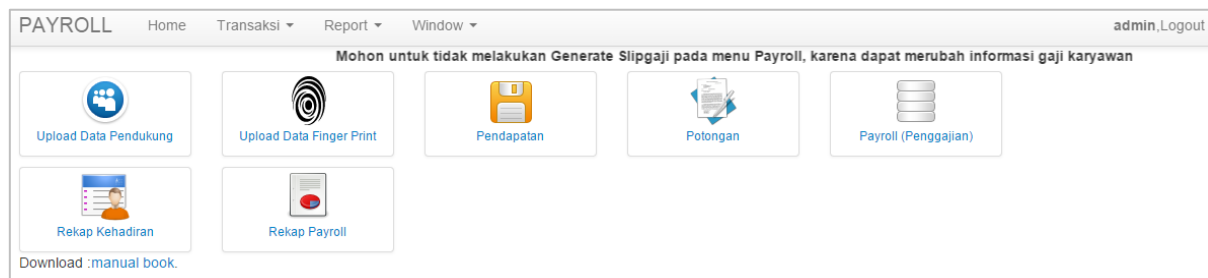 PAYROLL Home Transaksi Report Window admin,Logout
Mohon untuk tidak melakukan Generate Slipgaji pada menu Payroll, karena dapat merubah informasi gaji karyawan
Upload Data Pendukung Upload Data Finger Print Pendapatan Potongan Payroll (Penggajian)
Rekap Kehadiran Rekap Payroll
Download :manual book.